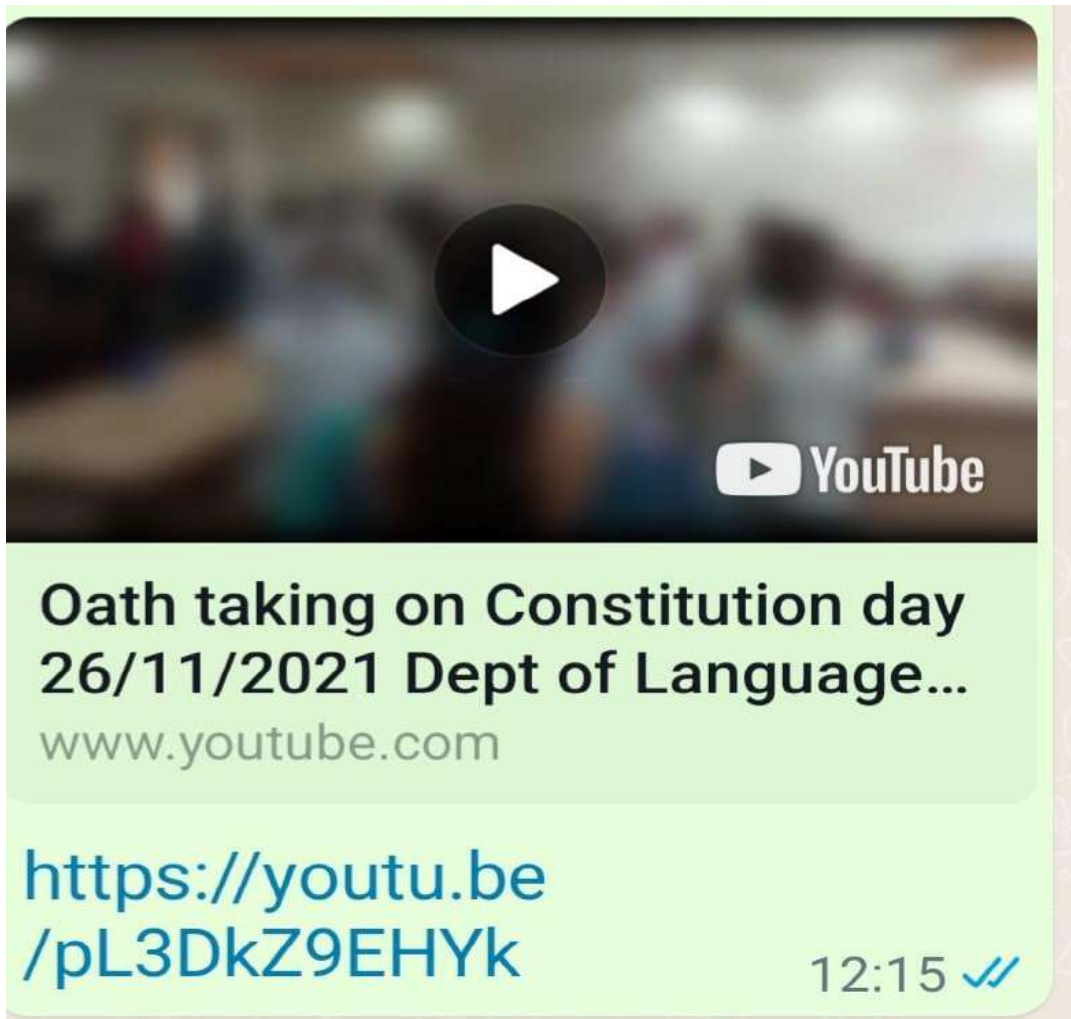 YouTube
Oath taking on Constitution day
26/11/2021 Dept of Language...
www.youtube.com
https://youtu.be
/pL3DkZ9EHYk
12:15